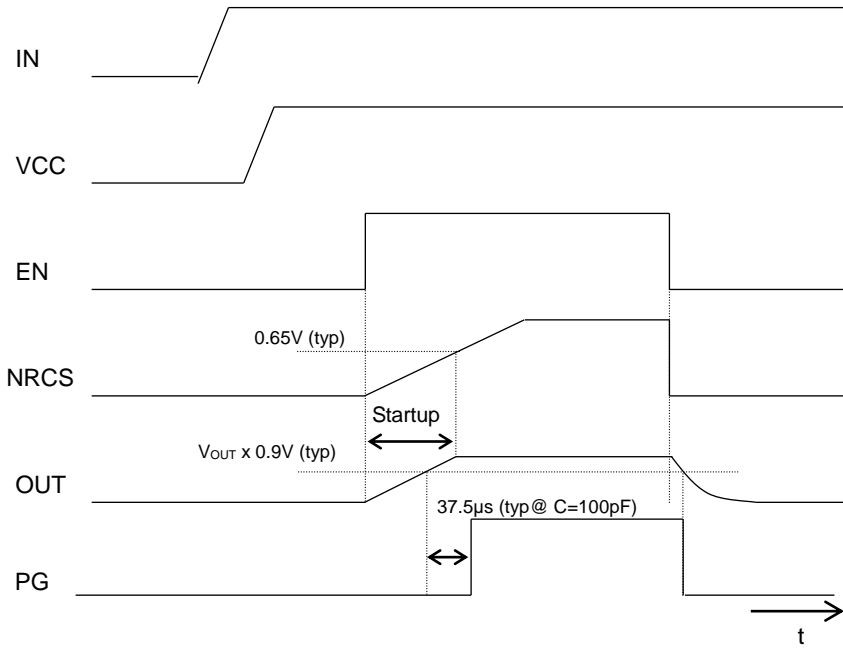 IN
VCC
EN
0.65V (typ)
NRCS
Startup
VOUT x 0.9V (typ)
OUT
37.5µs (typ@ C=100pF)
PG
t